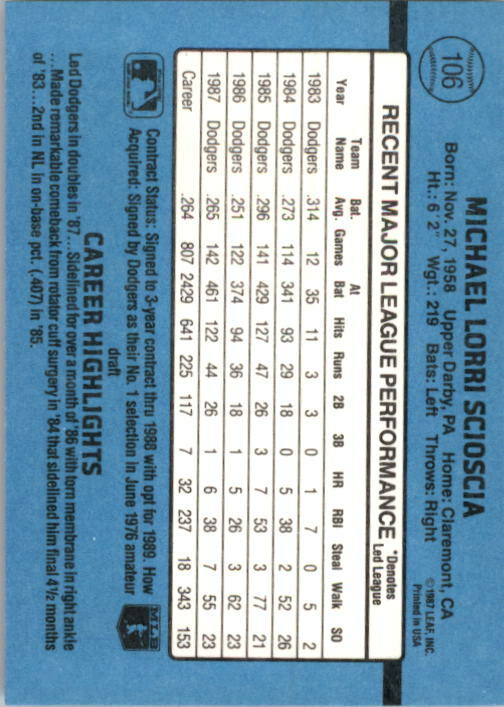 106
MICHAEL LORRI SCIOSCIA
Born: Nov. 27, 1958 Upper Darby, PA Home: Claremont, CA
Ht.: 6'2" Wgt.: 219 Bats: Left Throws: Right
©1987 LEAF, INC.
Printed in USA
RECENT MAJOR LEAGUE PERFORMANCE *Denotes Led League
Year Team Name Bat. Avg. Games At Bat Hits Runs 2B 3B HR RBI Steal Walk SO
1983 Dodgers .314 12 35 11 3 3 0 1 7 0 5 2
1984 Dodgers .273 114 341 93 29 18 0 5 38 2 52 26
1985 Dodgers .296 141 429 127 47 26 3 7 53 3 77 21
1986 Dodgers .251 122 374 94 36 18 1 5 26 3 62 23
1987 Dodgers .265 142 461 122 44 26 1 6 38 7 55 23
Career .264 807 2429 641 225 117 7 32 237 18 343 153
Contract Status: Signed to 3-year contract thru 1988 with opt for 1989. How
Acquired: Signed by Dodgers as their No. 1 selection in June 1976 amateur
draft
MLB
CAREER HIGHLIGHTS
Led Dodgers in doubles in '87...Sidelined for over a month of '86 with torn membrane in right ankle
...Made remarkable comeback from rotator cuff surgery in '84 that sidelined him final 4½ months
of '83...2nd in NL in on-base pct. (.407) in '85.